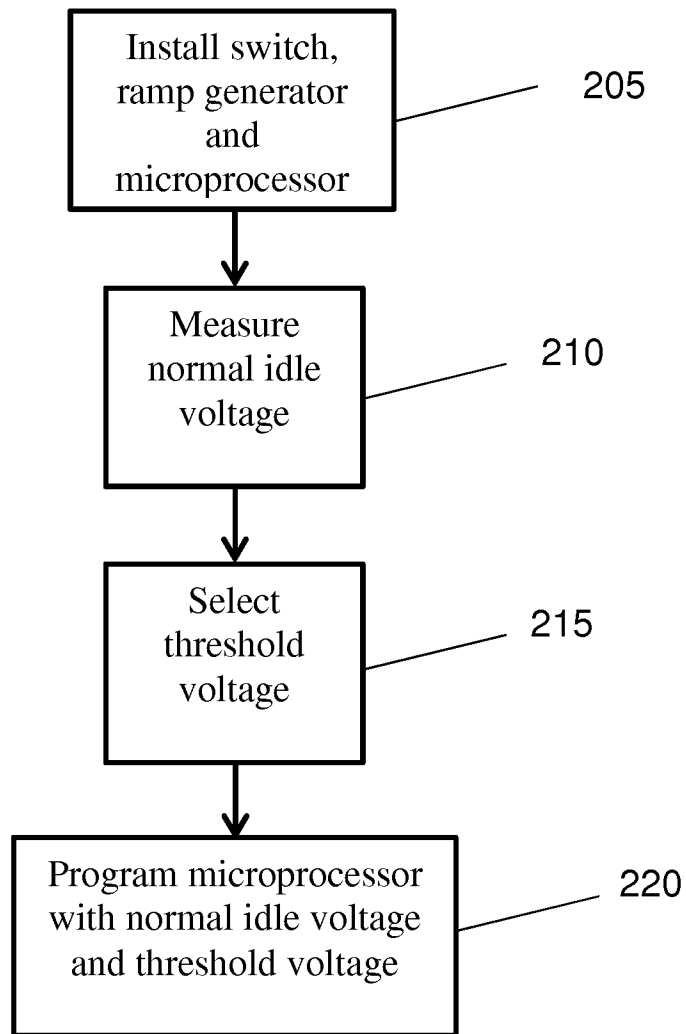 Install switch,
ramp generator
and
microprocessor
205
Measure
normal idle
voltage
210
Select
threshold
voltage
215
Program microprocessor
with normal idle voltage
and threshold voltage
220